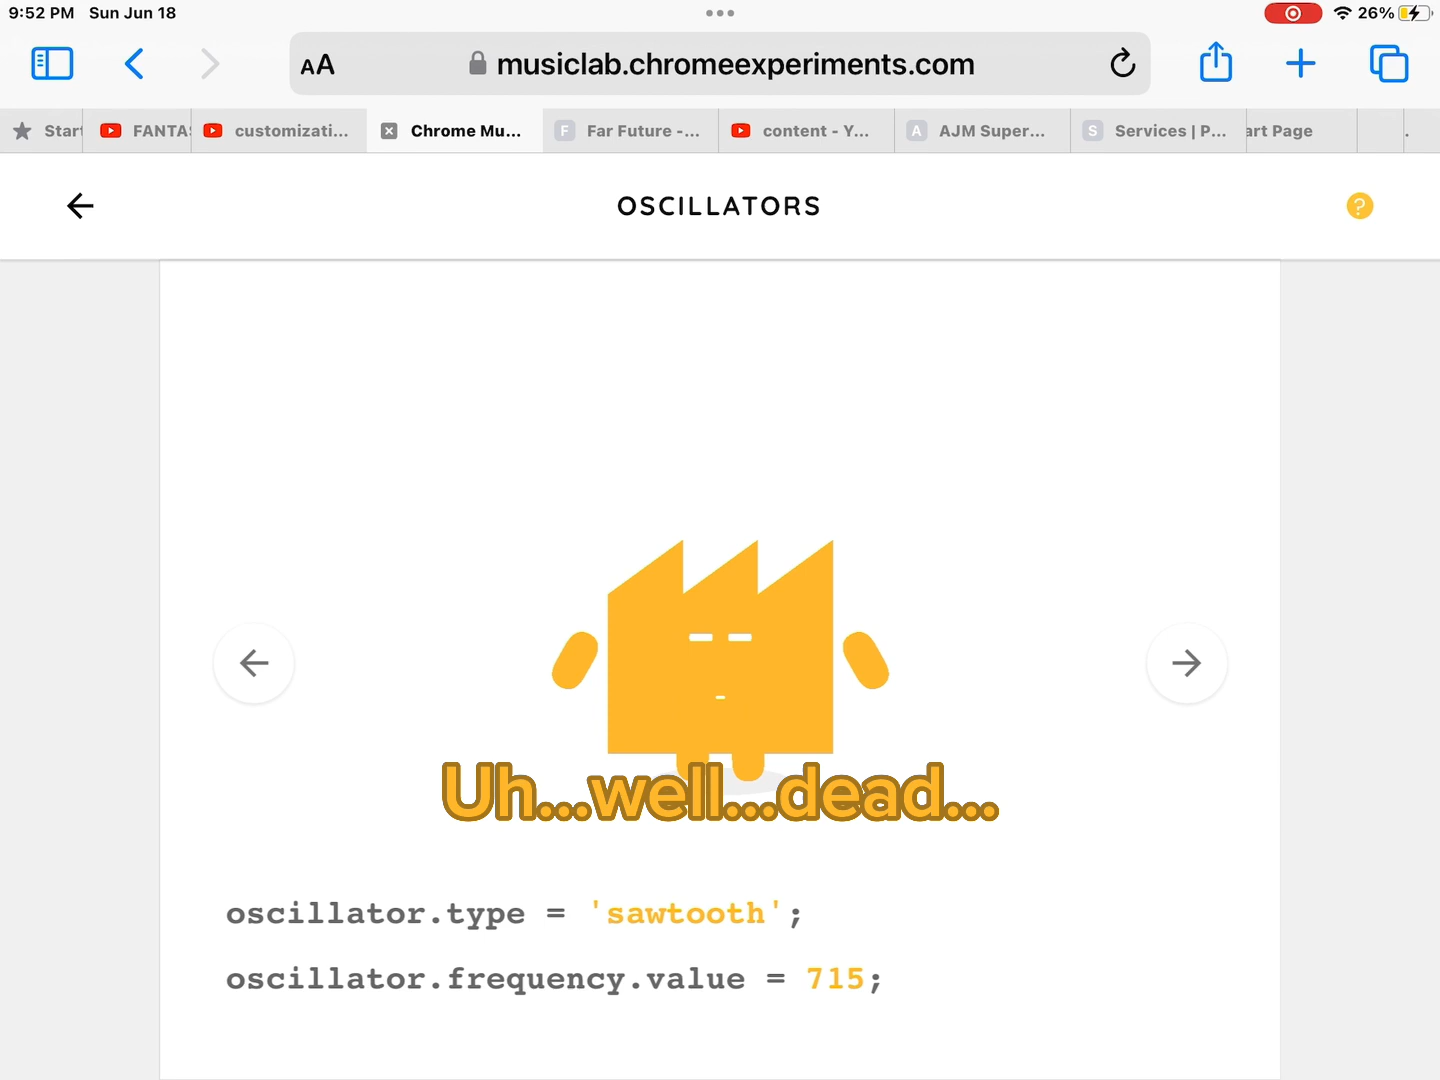 9:52 PM Sun Jun 18
26%
AA musiclab.chromeexperiments.com
Start
FANTAS
customizati...
Chrome Mu...
F Far Future -...
content - Y...
A AJM Super...
S Services | P...
art Page
.
OSCILLATORS
?
Uh...well...dead...
oscillator.type = 'sawtooth';
oscillator.frequency.value = 715;